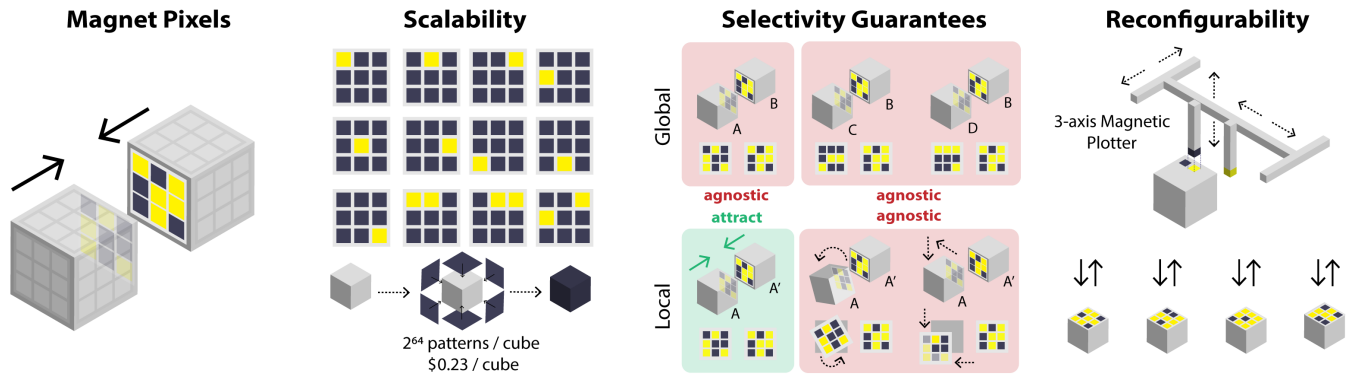 Magnet Pixels
Scalability
2⁶⁴ patterns / cube
$0.23 / cube
Selectivity Guarantees
Global
A
B
C
B
D
B
agnostic
agnostic
attract
agnostic
Local
A
A'
A
A'
A
A'
Reconfigurability
3-axis Magnetic
Plotter